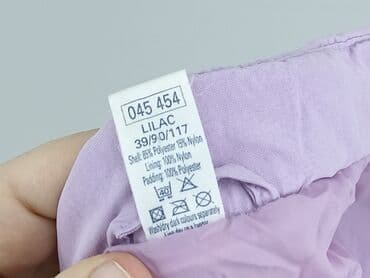 045 454
LILAC
39/90/117
Shell: 85% Polyester 15% Nylon
Lining: 100% Nylon
Padding: 100% Polyester
40
Wash/dry dark colours separately